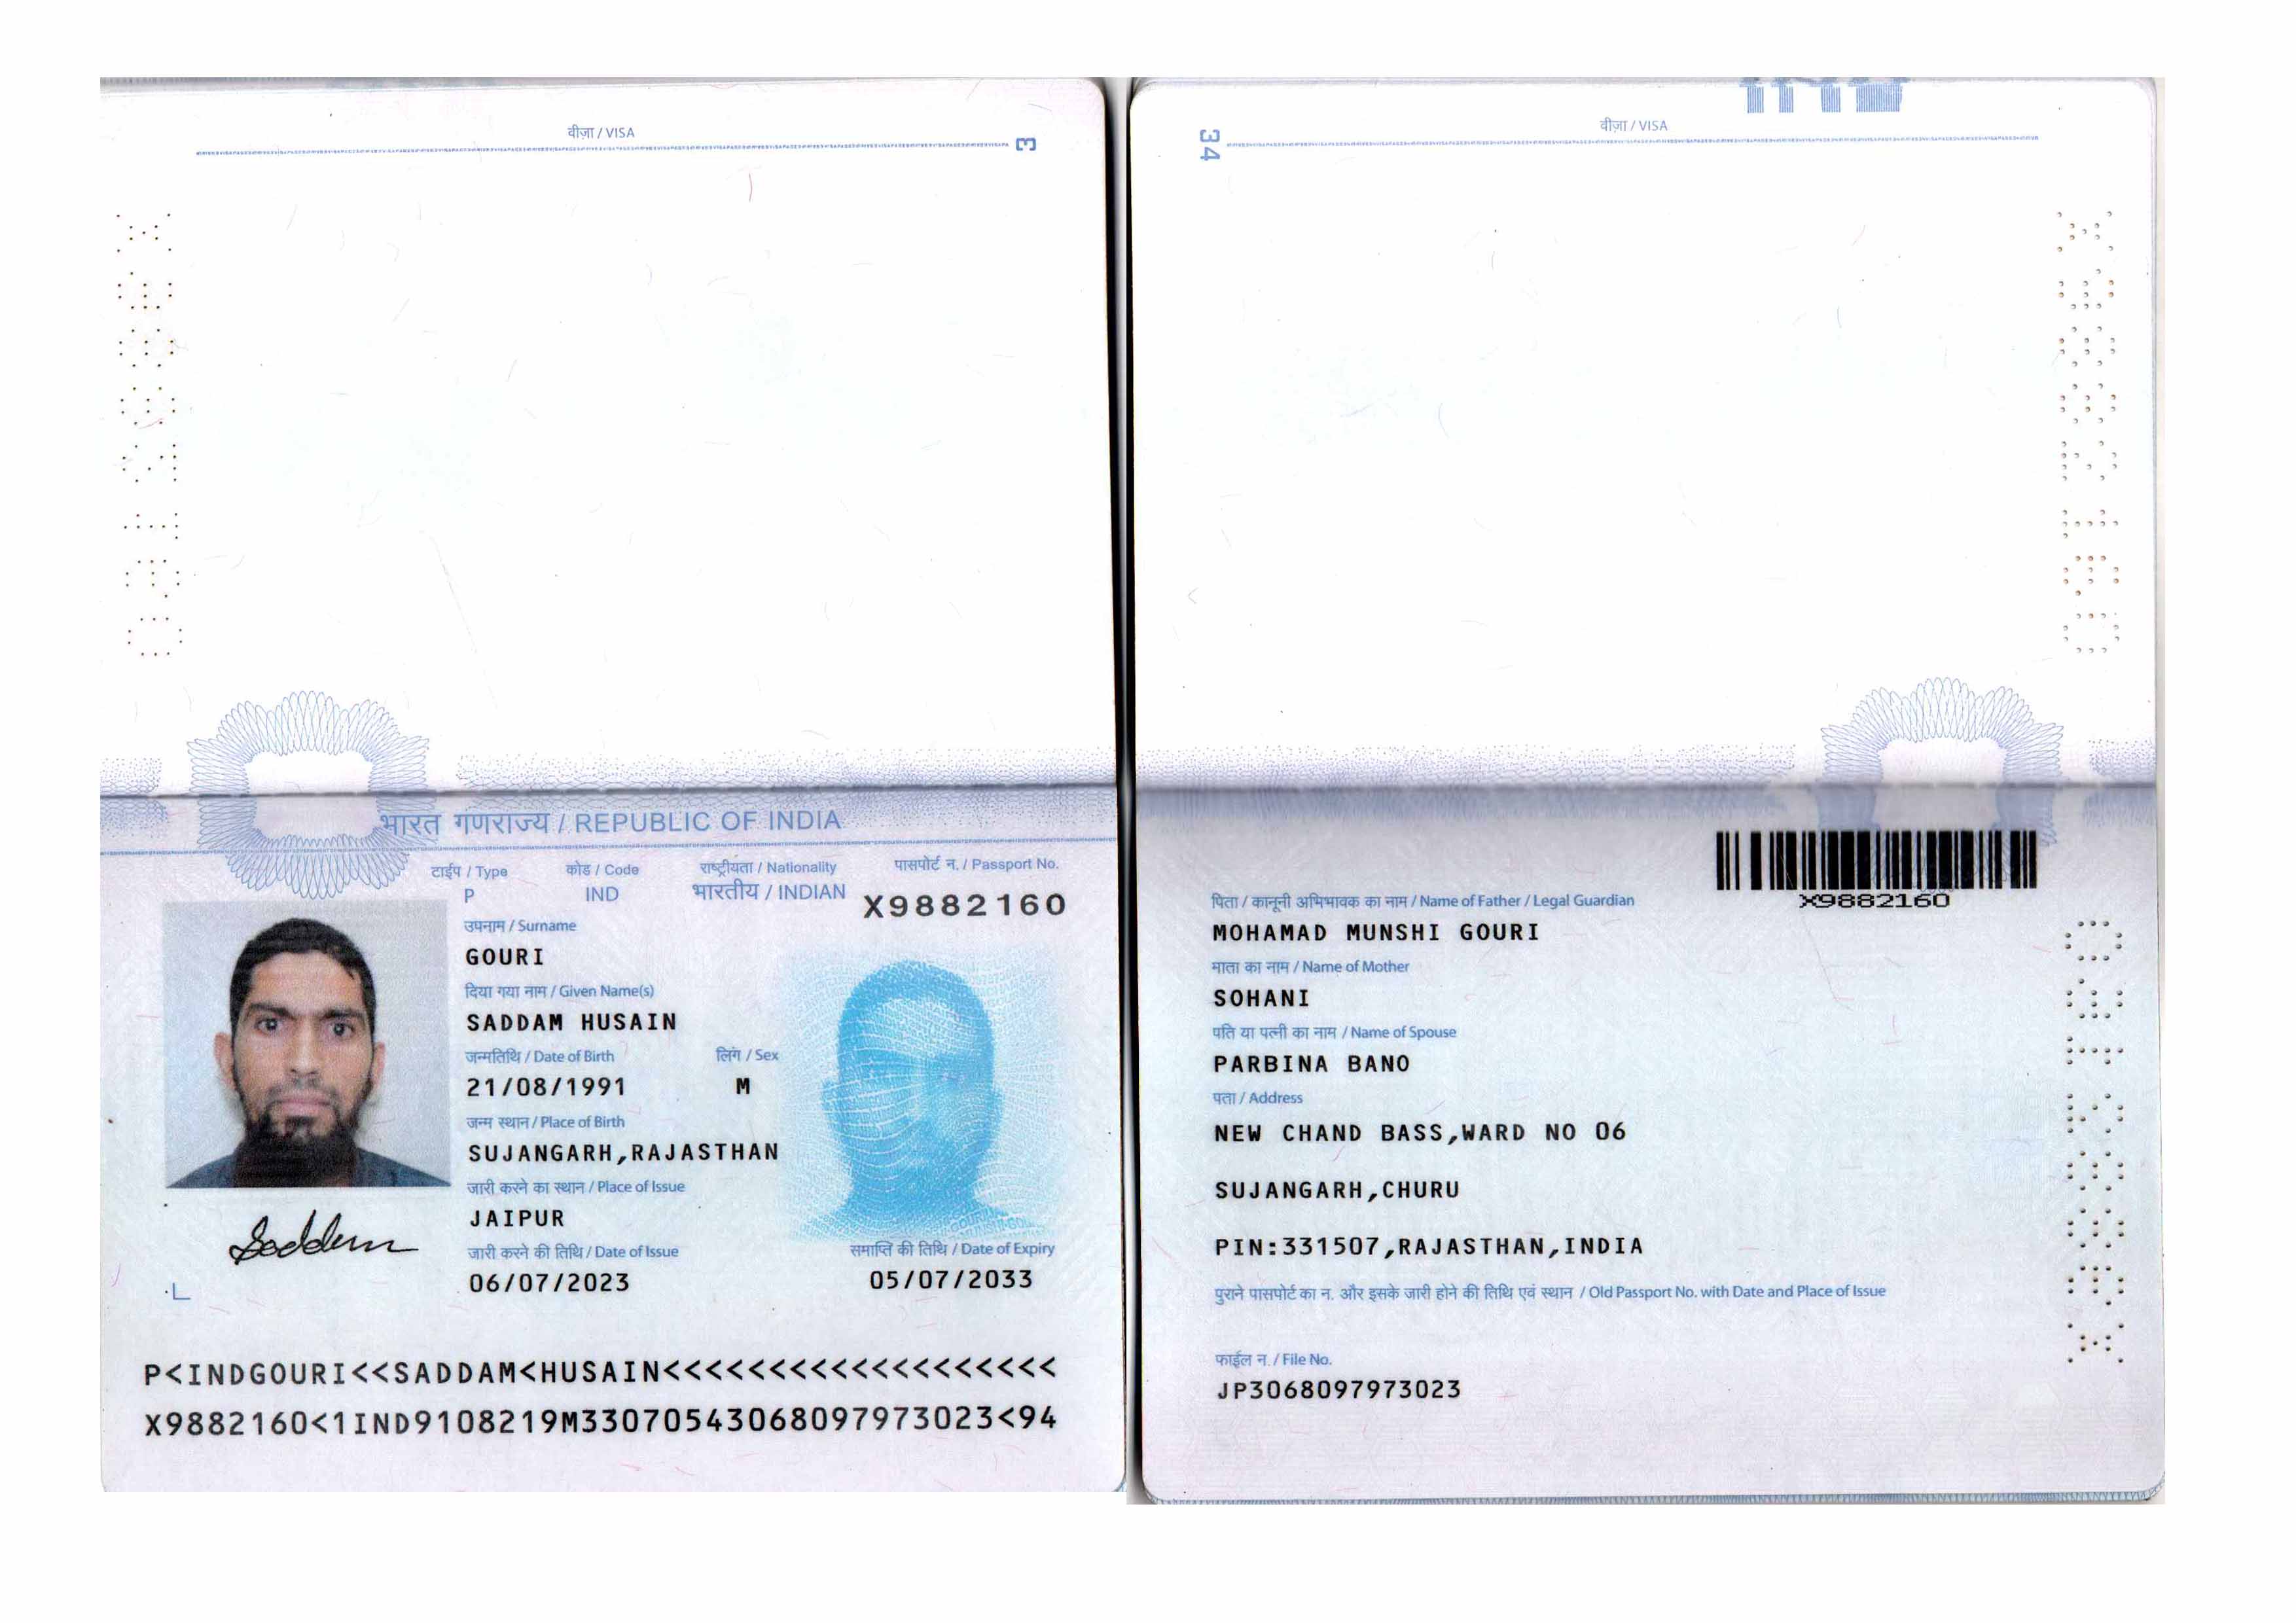 वीज़ा / VISA
3
भारत गणराज्य / REPUBLIC OF INDIA
टाईप / Type
कोड / Code
राष्ट्रीयता / Nationality
पासपोर्ट न. / Passport No.
P
IND
भारतीय / INDIAN
X9882160
उपनाम / Surname
GOURI
दिया गया नाम / Given Name(s)
SADDAM HUSAIN
जन्मतिथि / Date of Birth
लिंग / Sex
21/08/1991
M
जन्म स्थान / Place of Birth
SUJANGARH,RAJASTHAN
जारी करने का स्थान / Place of Issue
JAIPUR
जारी करने की तिथि / Date of Issue
समाप्ति की तिथि / Date of Expiry
06/07/2023
05/07/2033
Saddam
P<INDGOURI<<SADDAM<HUSAIN<<<<<<<<<<<<<<<<<<<
X9882160<1IND9108219M33070543068097973023<94
34
वीज़ा / VISA
X9882160
X9882160
पिता / कानूनी अभिभावक का नाम / Name of Father / Legal Guardian
MOHAMAD MUNSHI GOURI
माता का नाम / Name of Mother
SOHANI
पति या पत्नी का नाम / Name of Spouse
PARBINA BANO
पता / Address
NEW CHAND BASS,WARD NO 06
SUJANGARH,CHURU
PIN:331507,RAJASTHAN,INDIA
पुराने पासपोर्ट का न. और इसके जारी होने की तिथि एवं स्थान / Old Passport No. with Date and Place of Issue
फाईल न. / File No.
JP3068097973023
X9882160